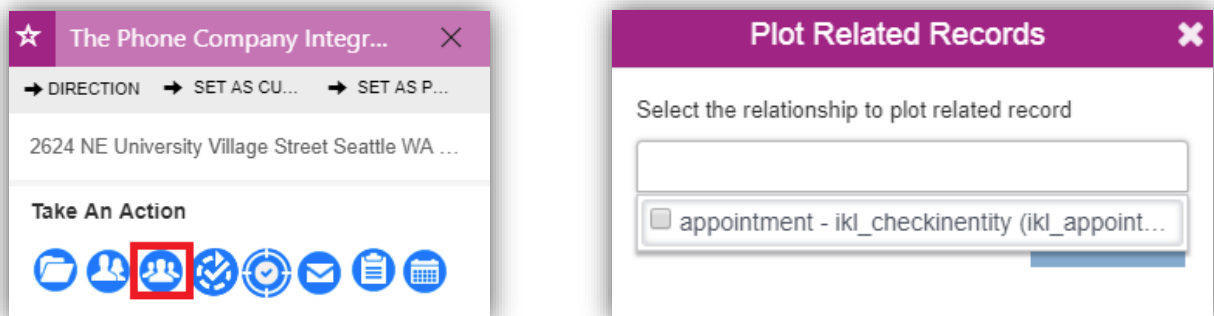 The Phone Company Integr...
DIRECTION SET AS CU... SET AS P...
2624 NE University Village Street Seattle WA ...
Take An Action
Plot Related Records
Select the relationship to plot related record
appointment - ikl_checkinentity (ikl_appoint...